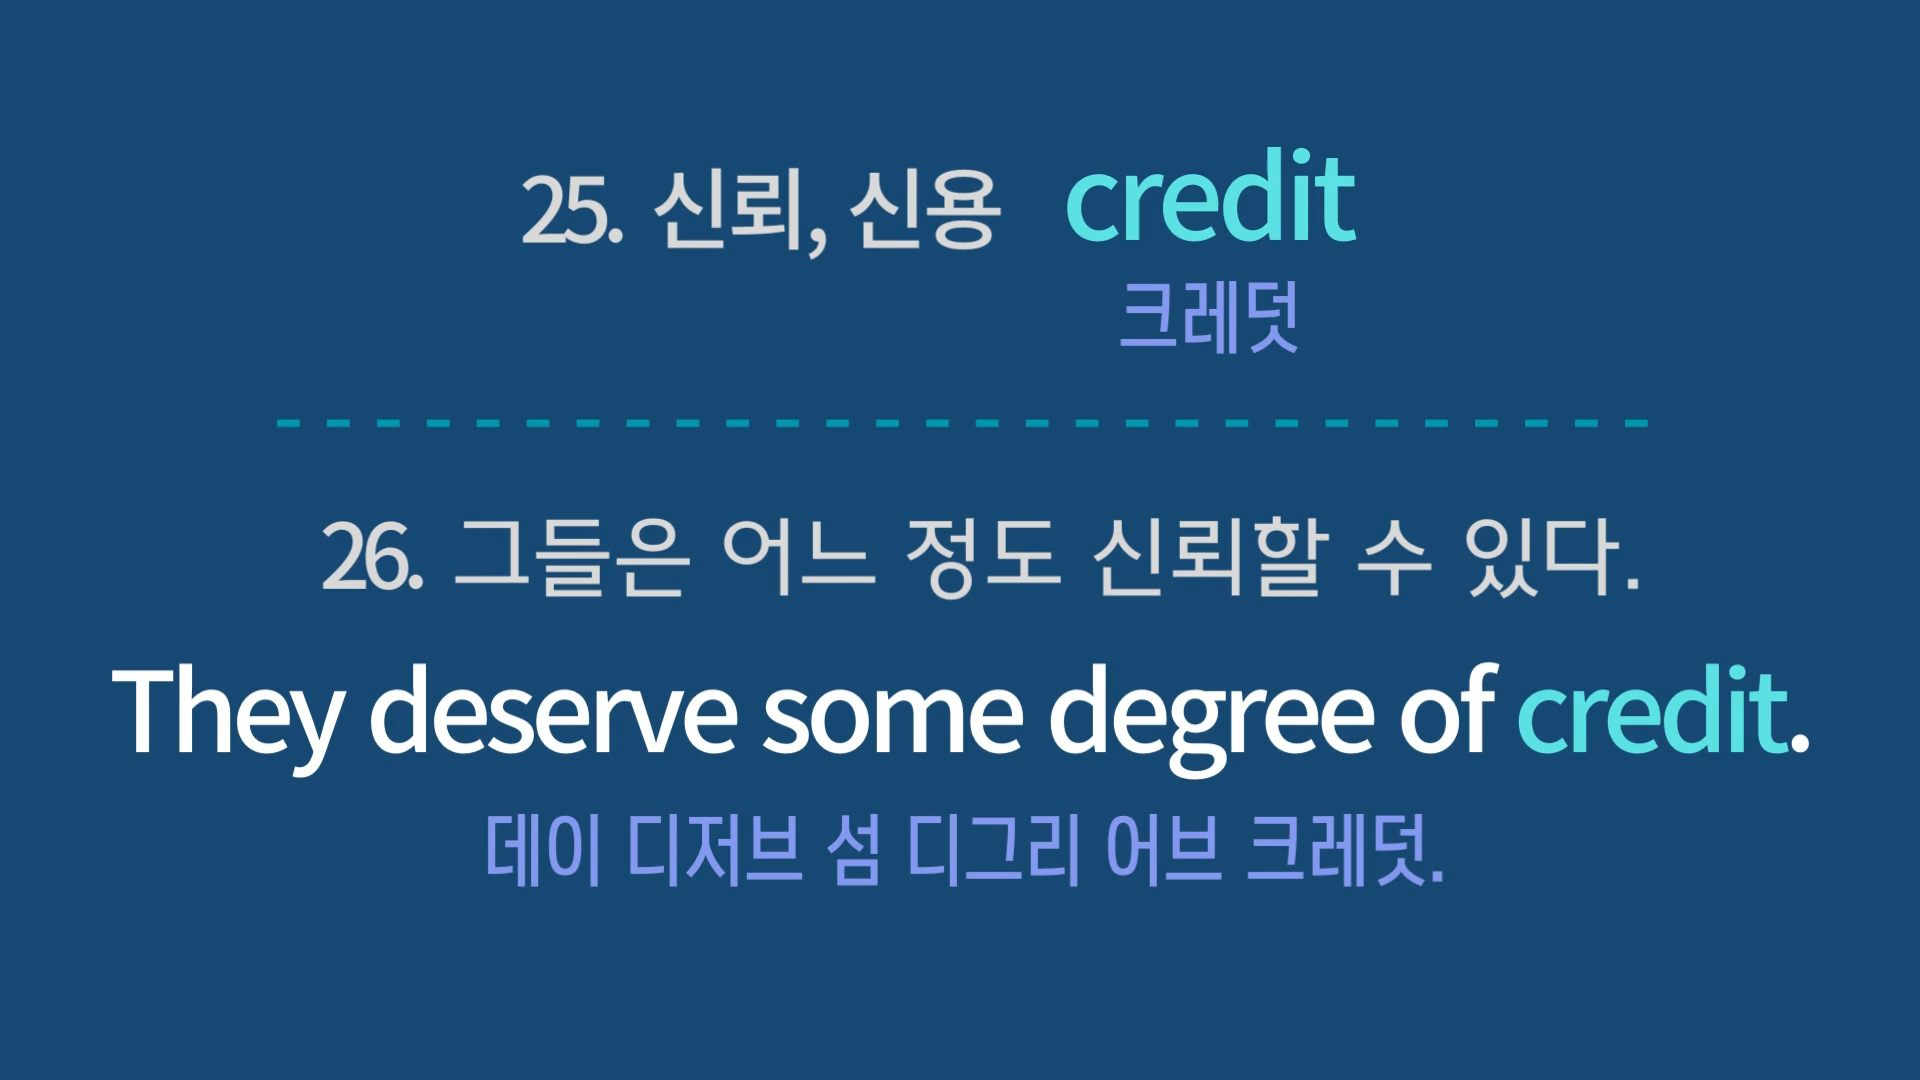 25. 신뢰, 신용 credit
크레덧
26. 그들은 어느 정도 신뢰할 수 있다.
They deserve some degree of credit.
데이 디저브 섬 디그리 어브 크레덧.